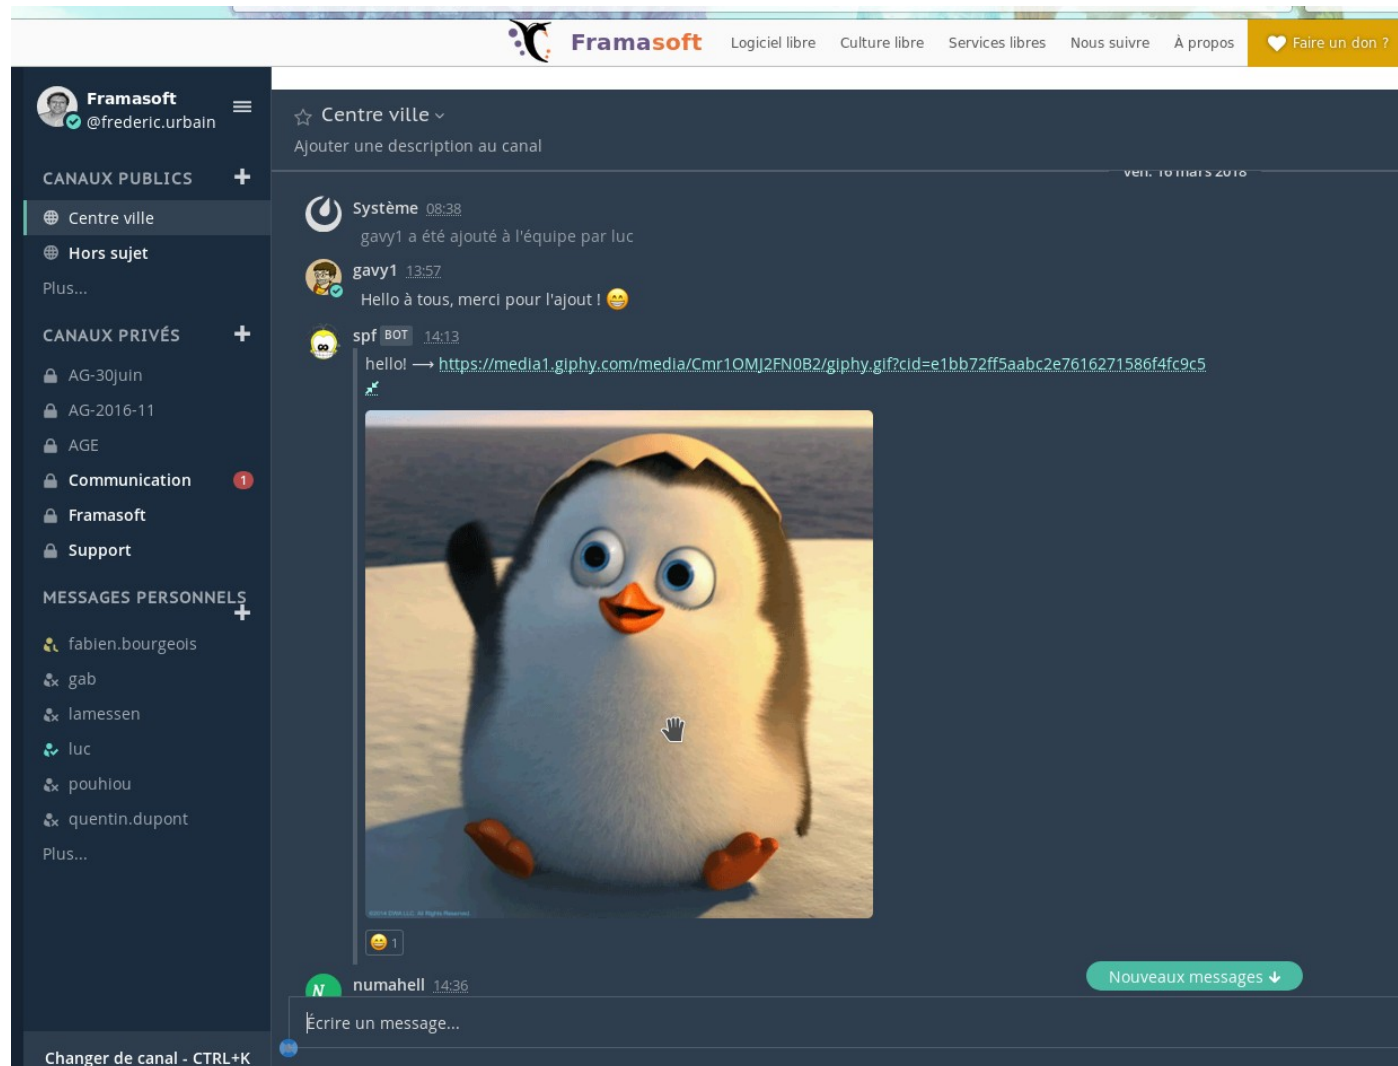 Framasoft
Logiciel libre
Culture libre
Services libres
Nous suivre
À propos
Faire un don ?
Framasoft
@frederic.urbain
CANAUX PUBLICS
Centre ville
Hors sujet
Plus...
CANAUX PRIVÉS
AG-30juin
AG-2016-11
AGE
Communication 1
Framasoft
Support
MESSAGES PERSONNELS
fabien.bourgeois
gab
lamessen
luc
pouhiou
quentin.dupont
Plus...
Changer de canal - CTRL+K
Centre ville
Ajouter une description au canal
ven. 16 mars 2018
Système 08:38
gavy1 a été ajouté à l'équipe par luc
gavy1 13:57
Hello à tous, merci pour l'ajout ! 😁
spf BOT 14:13
hello! ⟶ https://media1.giphy.com/media/Cmr1OMJ2FN0B2/giphy.gif?cid=e1bb72ff5aabc2e7616271586f4fc9c5
😄 1
N numahell 14:36
Nouveaux messages ↓
Écrire un message...